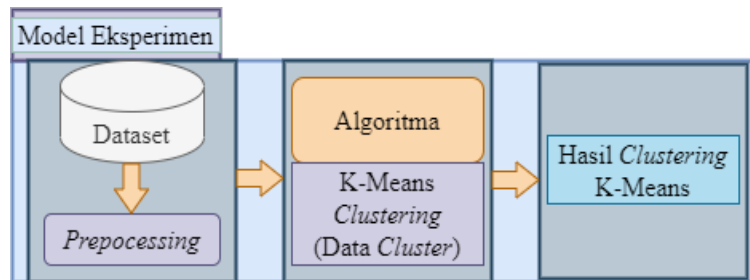 Model Eksperimen
Dataset
Prepocessing
Algoritma
K-Means
Clustering
(Data Cluster)
Hasil Clustering
K-Means